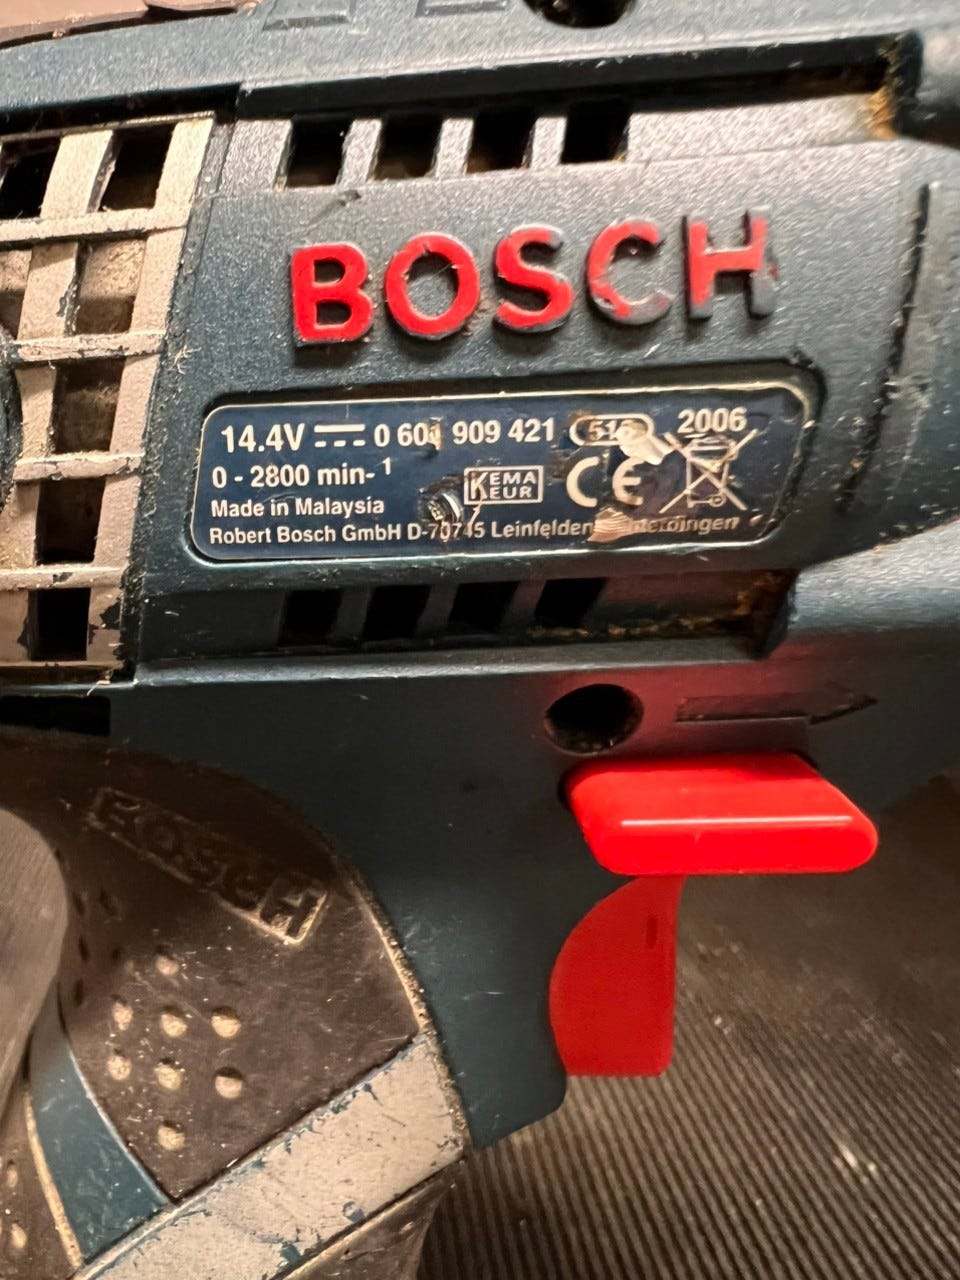 BOSCH
14.4V 0 601 909 421 2006
0 - 2800 min-¹
KEMA
EUR
CE
Made in Malaysia
Robert Bosch GmbH D-70745 Leinfelden
BOSCH